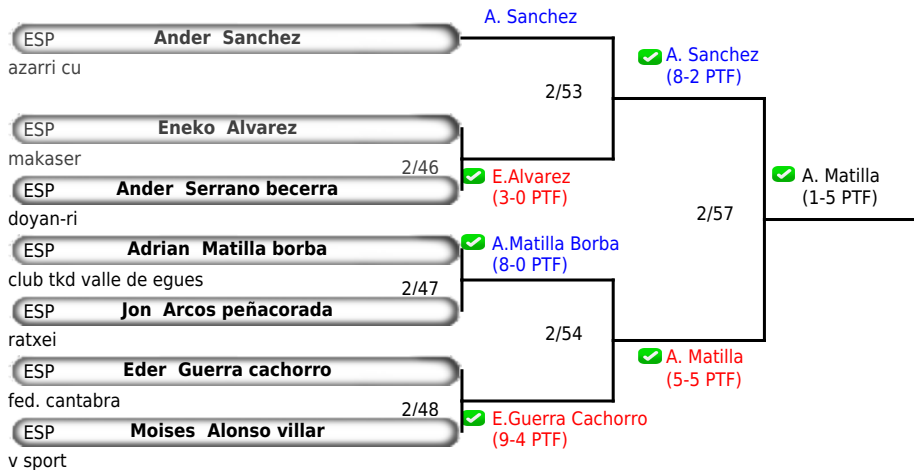 A. Sanchez
ESP Ander Sanchez
azarri cu
A. Sanchez
(8-2 PTF)
2/53
ESP Eneko Alvarez
makaser
2/46
E.Alvarez
(3-0 PTF)
A. Matilla
(1-5 PTF)
ESP Ander Serrano becerra
doyan-ri
2/57
ESP Adrian Matilla borba
A.Matilla Borba
(8-0 PTF)
club tkd valle de egues
2/47
ESP Jon Arcos peñacorada
ratxei
2/54
A. Matilla
(5-5 PTF)
ESP Eder Guerra cachorro
fed. cantabra
2/48
E.Guerra Cachorro
(9-4 PTF)
ESP Moises Alonso villar
v sport